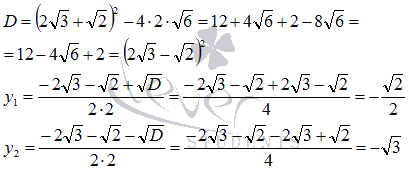 D = (2√3 + √2)² − 4·2·√6 = 12 + 4√6 + 2 − 8√6 =
= 12 − 4√6 + 2 = (2√3 − √2)²
y₁ = (−2√3 − √2 + √D)/(2·2) = (−2√3 − √2 + 2√3 − √2)/4 = −√2/2
y₂ = (−2√3 − √2 − √D)/(2·2) = (−2√3 − √2 − 2√3 + √2)/4 = −√3
clever
STUDENTS